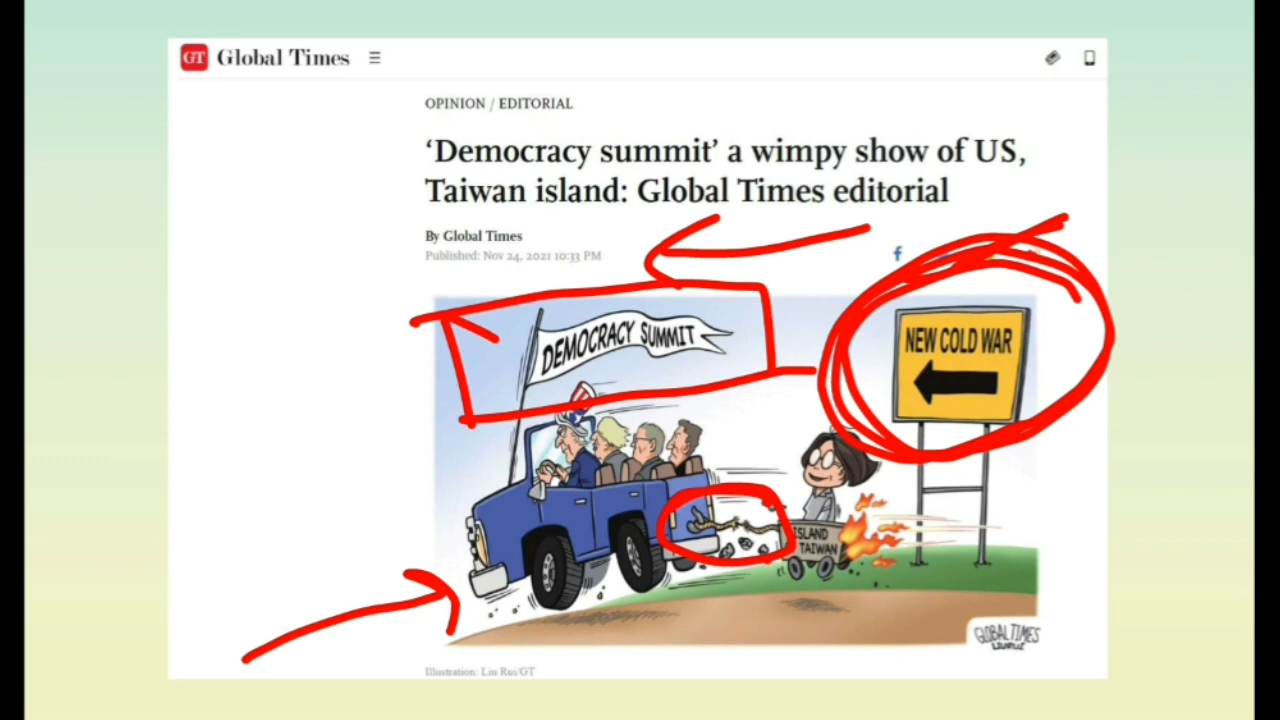 GT Global Times
OPINION / EDITORIAL
‘Democracy summit’ a wimpy show of US,
Taiwan island: Global Times editorial
By Global Times
Published: Nov 24, 2021 10:33 PM
DEMOCRACY SUMMIT
NEW COLD WAR
ISLAND
TAIWAN
GLOBAL TIMES
Illustration: Liu Rui/GT